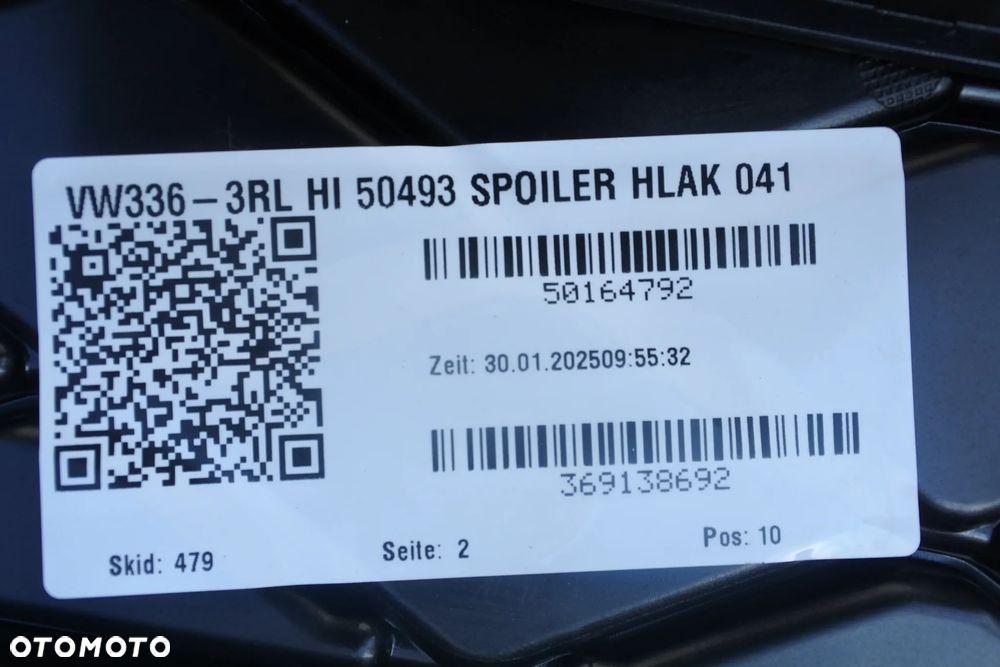 VW336-3RL HI 50493 SPOILER HLAK 041
50164792
Zeit: 30.01.202509:55:32
369138692
Skid: 479
Seite: 2
Pos: 10
OTOMOTO